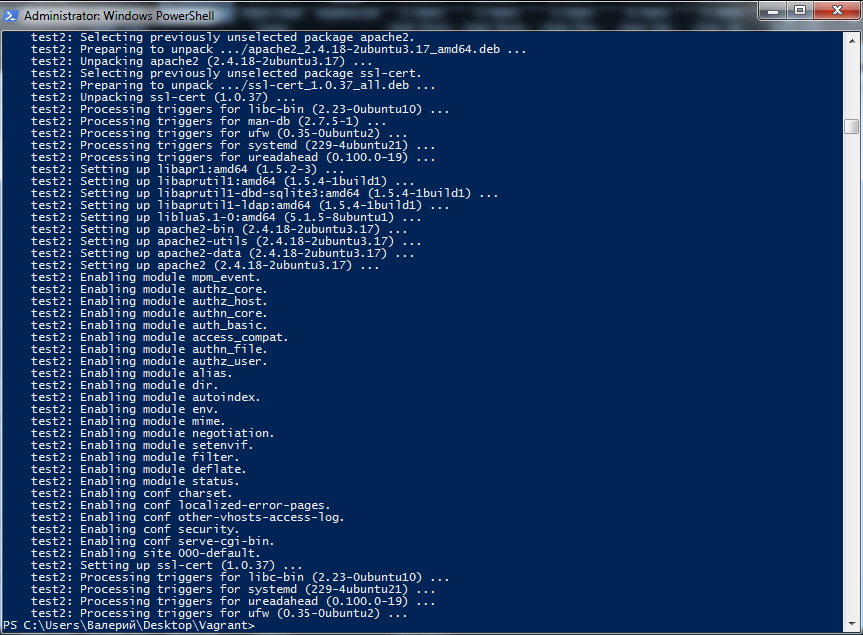 Administrator: Windows PowerShell
test2: Selecting previously unselected package apache2.
test2: Preparing to unpack .../apache2_2.4.18-2ubuntu3.17_amd64.deb ...
test2: Unpacking apache2 (2.4.18-2ubuntu3.17) ...
test2: Selecting previously unselected package ssl-cert.
test2: Preparing to unpack .../ssl-cert_1.0.37_all.deb ...
test2: Unpacking ssl-cert (1.0.37) ...
test2: Processing triggers for libc-bin (2.23-0ubuntu10) ...
test2: Processing triggers for man-db (2.7.5-1) ...
test2: Processing triggers for ufw (0.35-0ubuntu2) ...
test2: Processing triggers for systemd (229-4ubuntu21) ...
test2: Processing triggers for ureadahead (0.100.0-19) ...
test2: Setting up libapr1:amd64 (1.5.2-3) ...
test2: Setting up libaprutil1:amd64 (1.5.4-1build1) ...
test2: Setting up libaprutil1-dbd-sqlite3:amd64 (1.5.4-1build1) ...
test2: Setting up libaprutil1-ldap:amd64 (1.5.4-1build1) ...
test2: Setting up liblua5.1-0:amd64 (5.1.5-8ubuntu1) ...
test2: Setting up apache2-bin (2.4.18-2ubuntu3.17) ...
test2: Setting up apache2-utils (2.4.18-2ubuntu3.17) ...
test2: Setting up apache2-data (2.4.18-2ubuntu3.17) ...
test2: Setting up apache2 (2.4.18-2ubuntu3.17) ...
test2: Enabling module mpm_event.
test2: Enabling module authz_core.
test2: Enabling module authz_host.
test2: Enabling module authn_core.
test2: Enabling module auth_basic.
test2: Enabling module access_compat.
test2: Enabling module authn_file.
test2: Enabling module authz_user.
test2: Enabling module alias.
test2: Enabling module dir.
test2: Enabling module autoindex.
test2: Enabling module env.
test2: Enabling module mime.
test2: Enabling module negotiation.
test2: Enabling module setenvif.
test2: Enabling module filter.
test2: Enabling module deflate.
test2: Enabling module status.
test2: Enabling conf charset.
test2: Enabling conf localized-error-pages.
test2: Enabling conf other-vhosts-access-log.
test2: Enabling conf security.
test2: Enabling conf serve-cgi-bin.
test2: Enabling site 000-default.
test2: Setting up ssl-cert (1.0.37) ...
test2: Processing triggers for libc-bin (2.23-0ubuntu10) ...
test2: Processing triggers for systemd (229-4ubuntu21) ...
test2: Processing triggers for ureadahead (0.100.0-19) ...
test2: Processing triggers for ufw (0.35-0ubuntu2) ...
PS C:\Users\Валерий\Desktop\Vagrant>